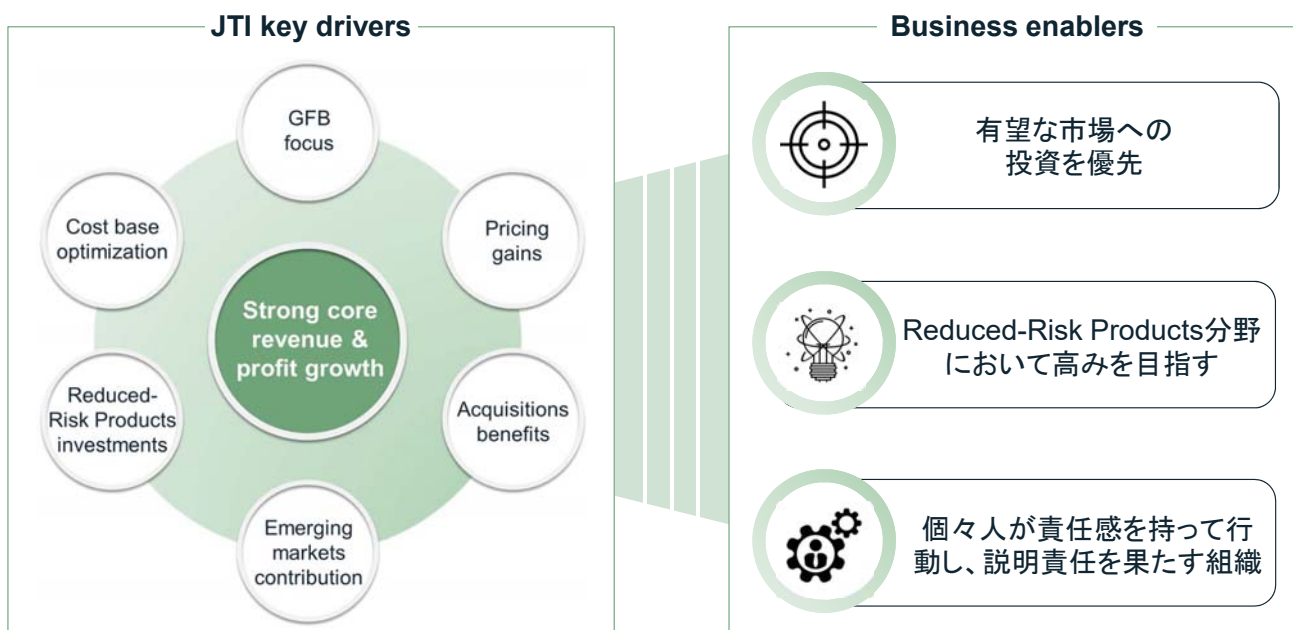 JTI key drivers
GFB
focus
Pricing
gains
Acquisitions
benefits
Emerging
markets
contribution
Reduced-
Risk Products
investments
Cost base
optimization
Strong core
revenue &
profit growth
Business enablers
有望な市場への
投資を優先
Reduced-Risk Products分野
において高みを目指す
個々人が責任感を持って行
動し、説明責任を果たす組織